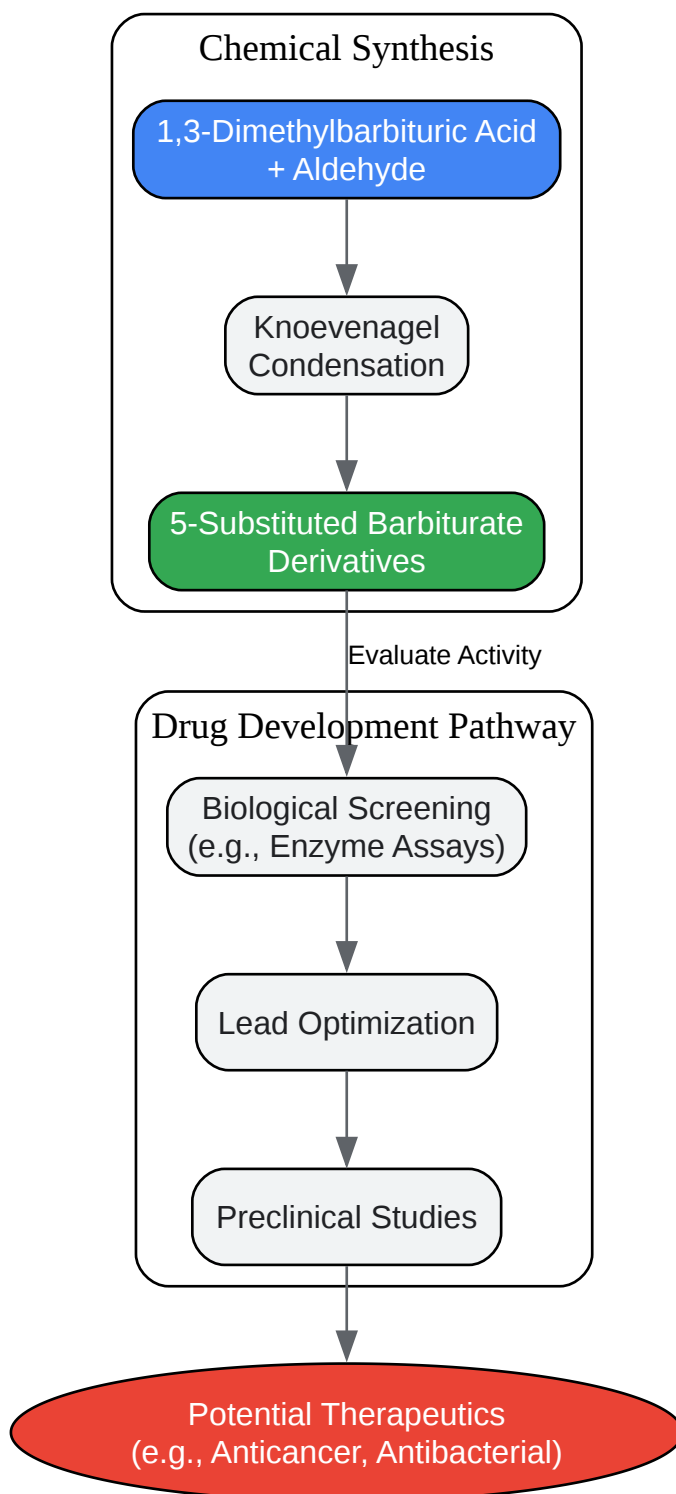 Chemical Synthesis
1,3-Dimethylbarbituric Acid
+ Aldehyde
Knoevenagel
Condensation
5-Substituted Barbiturate
Derivatives
Evaluate Activity
Drug Development Pathway
Biological Screening
(e.g., Enzyme Assays)
Lead Optimization
Preclinical Studies
Potential Therapeutics
(e.g., Anticancer, Antibacterial)